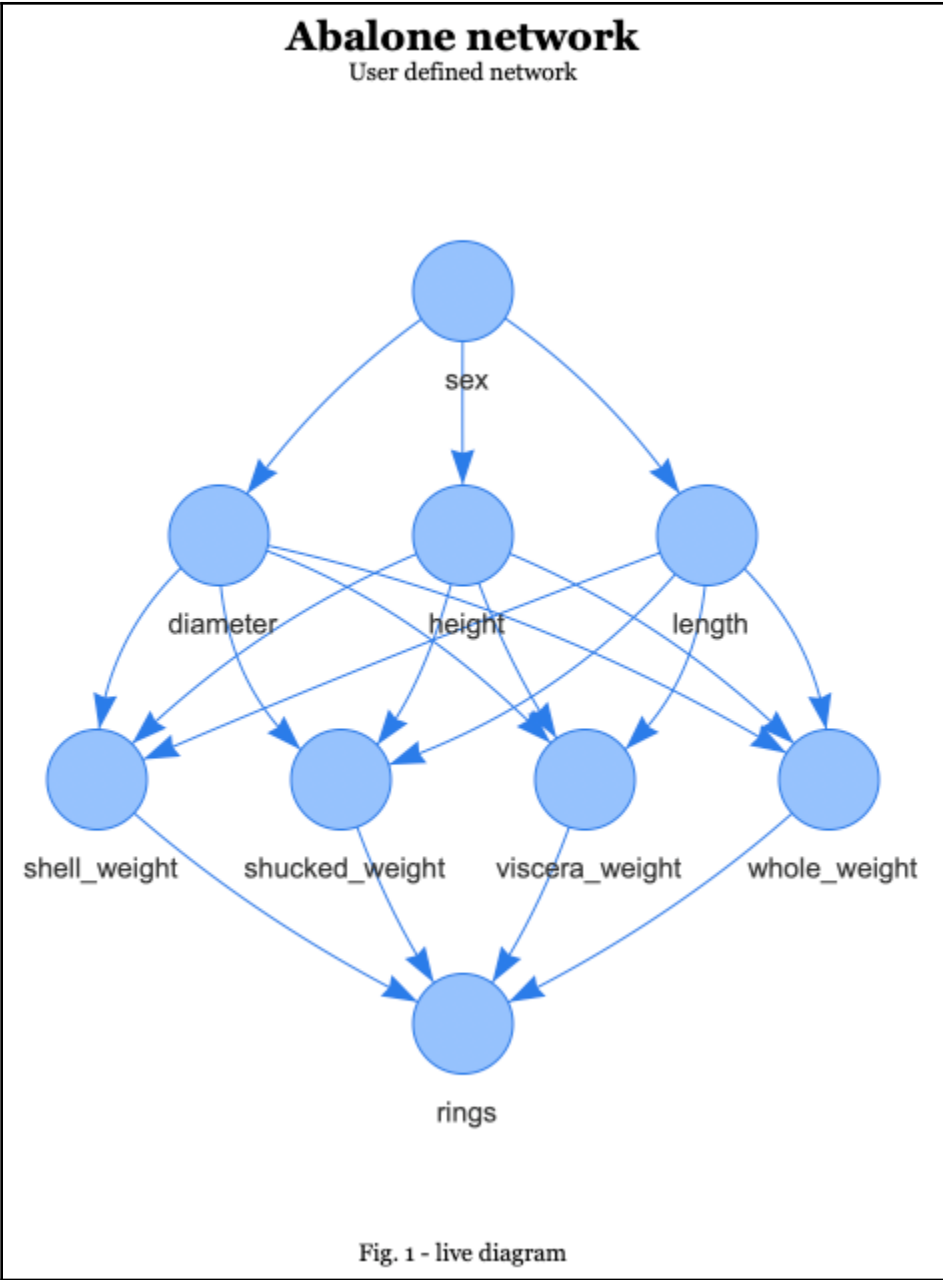 Abalone network
User defined network
sex
diameter
height
length
shell_weight
shucked_weight
viscera_weight
whole_weight
rings
Fig. 1 - live diagram